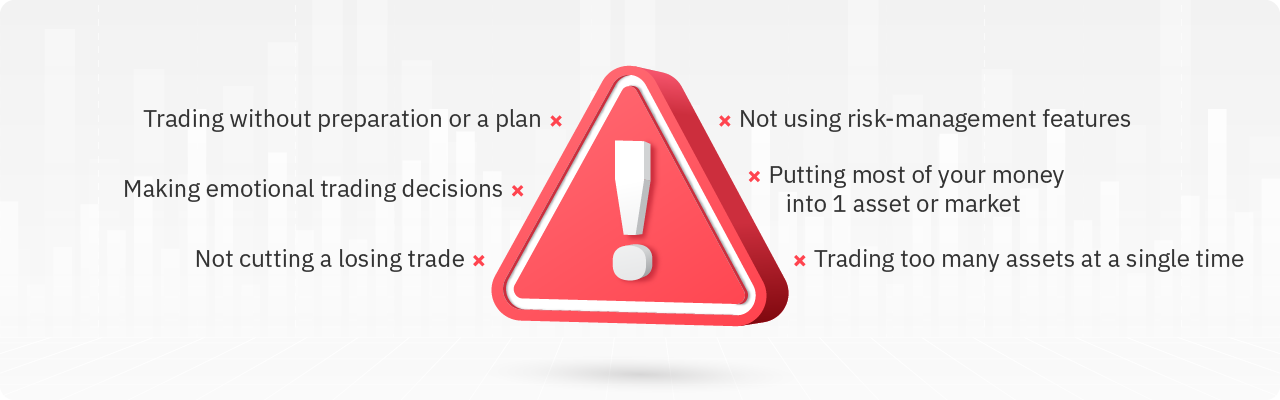 Trading without preparation or a plan
Making emotional trading decisions
Not cutting a losing trade
Not using risk-management features
Putting most of your money
into 1 asset or market
Trading too many assets at a single time